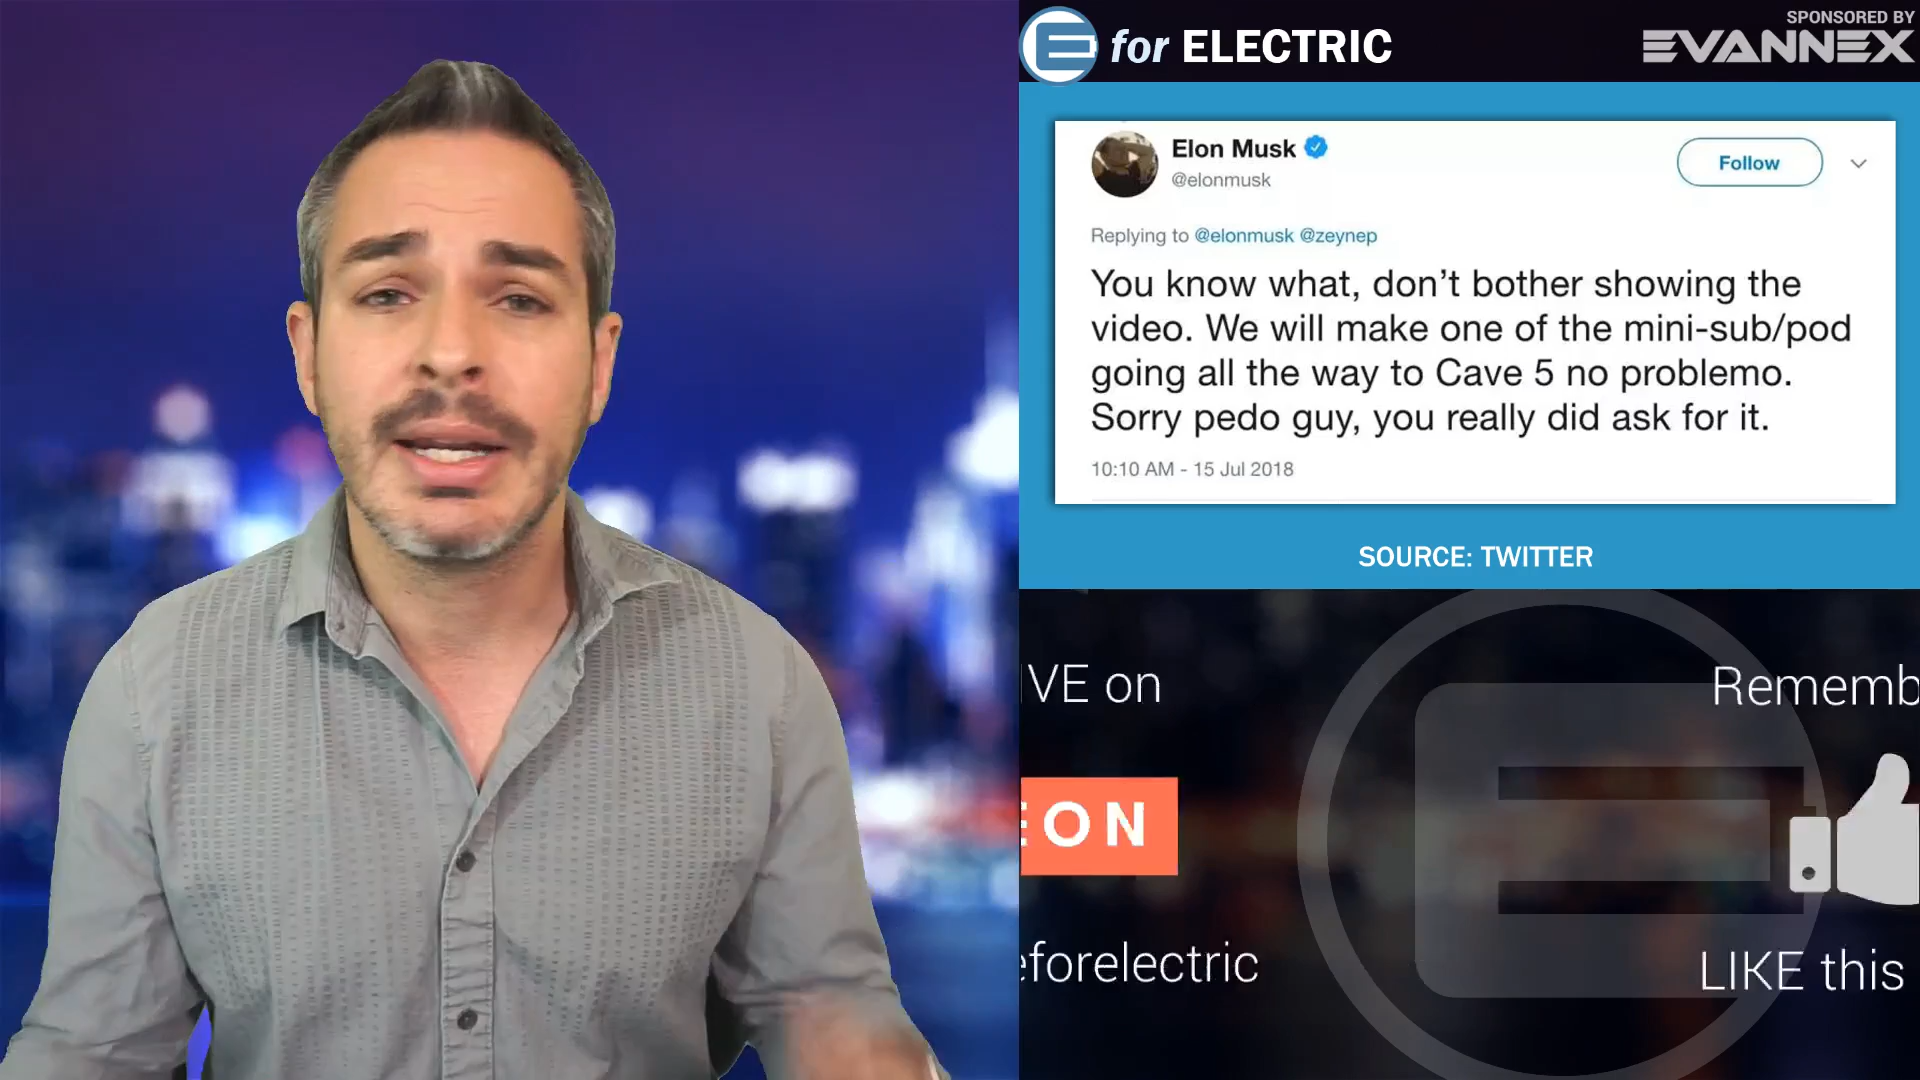 for ELECTRIC
SPONSORED BY
EVANNEX
Elon Musk
@elonmusk
Follow
Replying to @elonmusk @zeynep
You know what, don’t bother showing the
video. We will make one of the mini-sub/pod
going all the way to Cave 5 no problemo.
Sorry pedo guy, you really did ask for it.
10:10 AM - 15 Jul 2018
SOURCE: TWITTER
IVE on
Rememb
EON
eforelectric
LIKE this